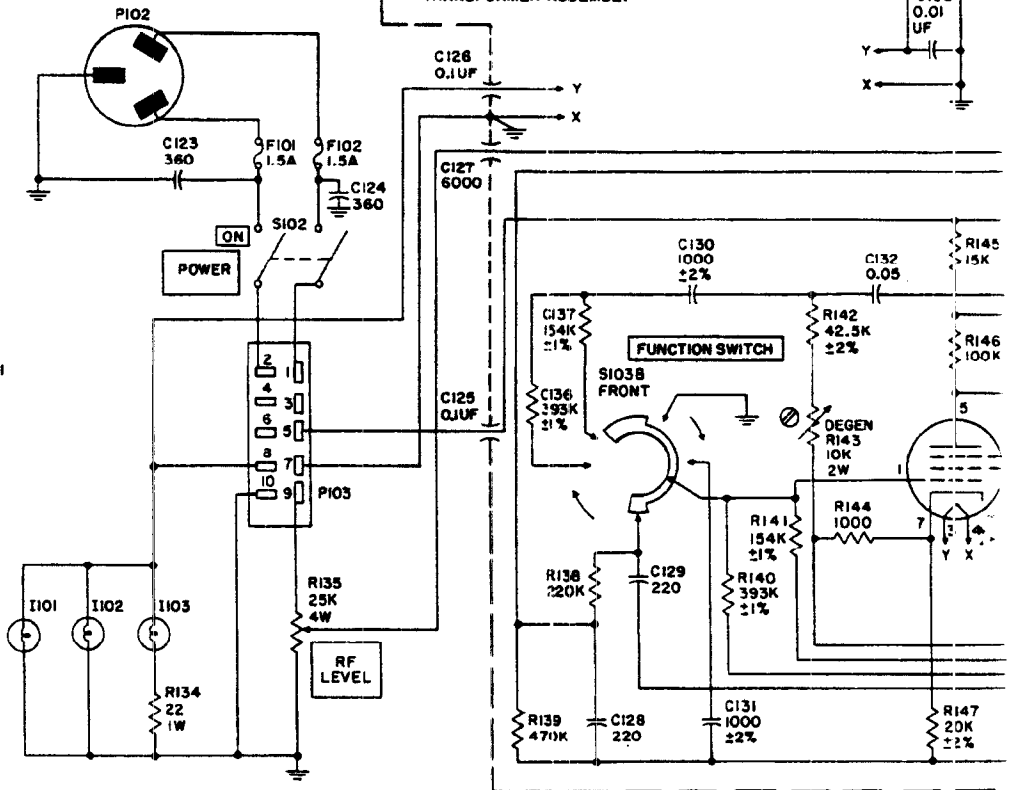 P102
0.01
UF
Y
X
C126
0.1UF
Y
X
C123
360
F101
1.5A
F102
1.5A
C124
360
C127
6000
ON
S102
POWER
C130
1000
±2%
C132
0.05
R145
15K
C137
154K
±1%
R142
42.5K
±2%
R146
100K
FUNCTION SWITCH
S103B
FRONT
C125
0.1UF
C136
393K
±1%
DEGEN
R143
10K
2W
2
1
4
3
6
5
8
7
10
9
P103
5
1
7
3
4
Y
X
R141
154K
±1%
R144
1000
R138
220K
C129
220
R140
393K
±1%
I101
I102
I103
R135
25K
4W
RF
LEVEL
R134
22
1W
R139
470K
C128
220
C131
1000
±2%
R147
20K
±2%